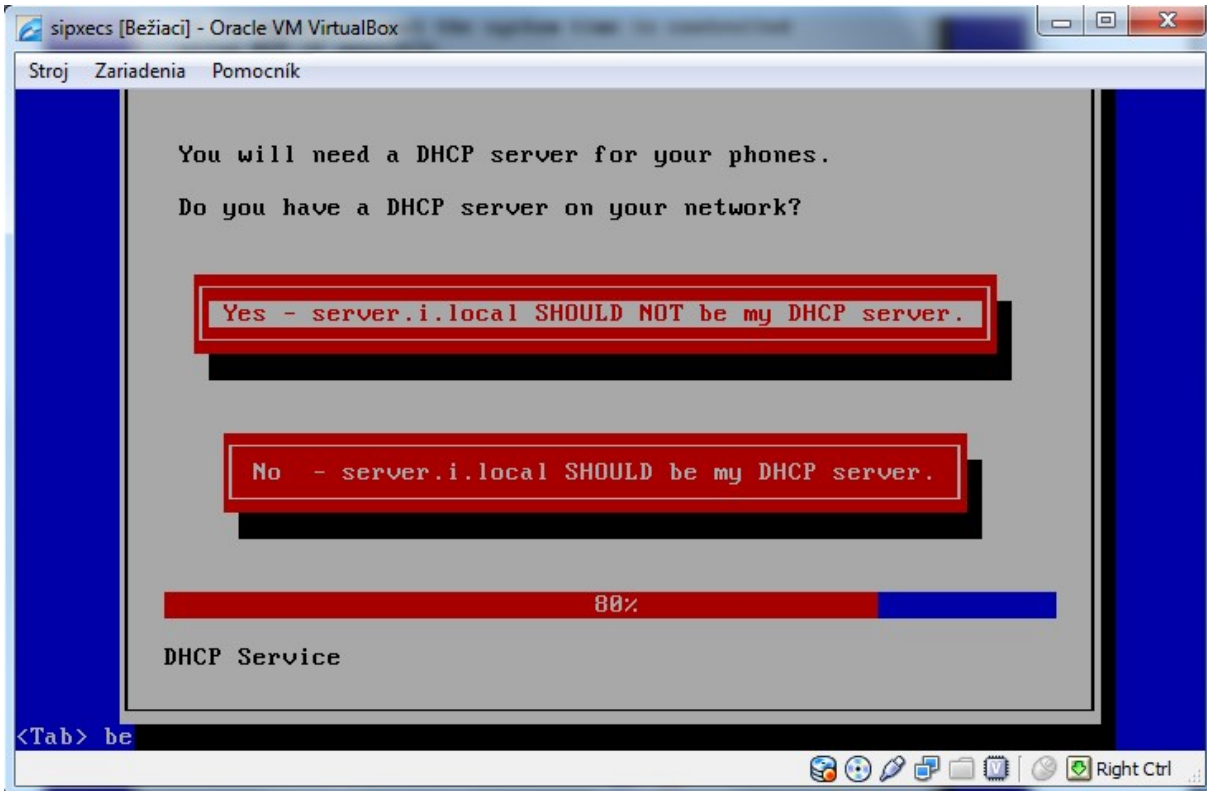 sipxecs [Bežiaci] - Oracle VM VirtualBox
Stroj Zariadenia Pomocník
You will need a DHCP server for your phones.
Do you have a DHCP server on your network?
Yes - server.i.local SHOULD NOT be my DHCP server.
No - server.i.local SHOULD be my DHCP server.
80%
DHCP Service
<Tab> be
Right Ctrl